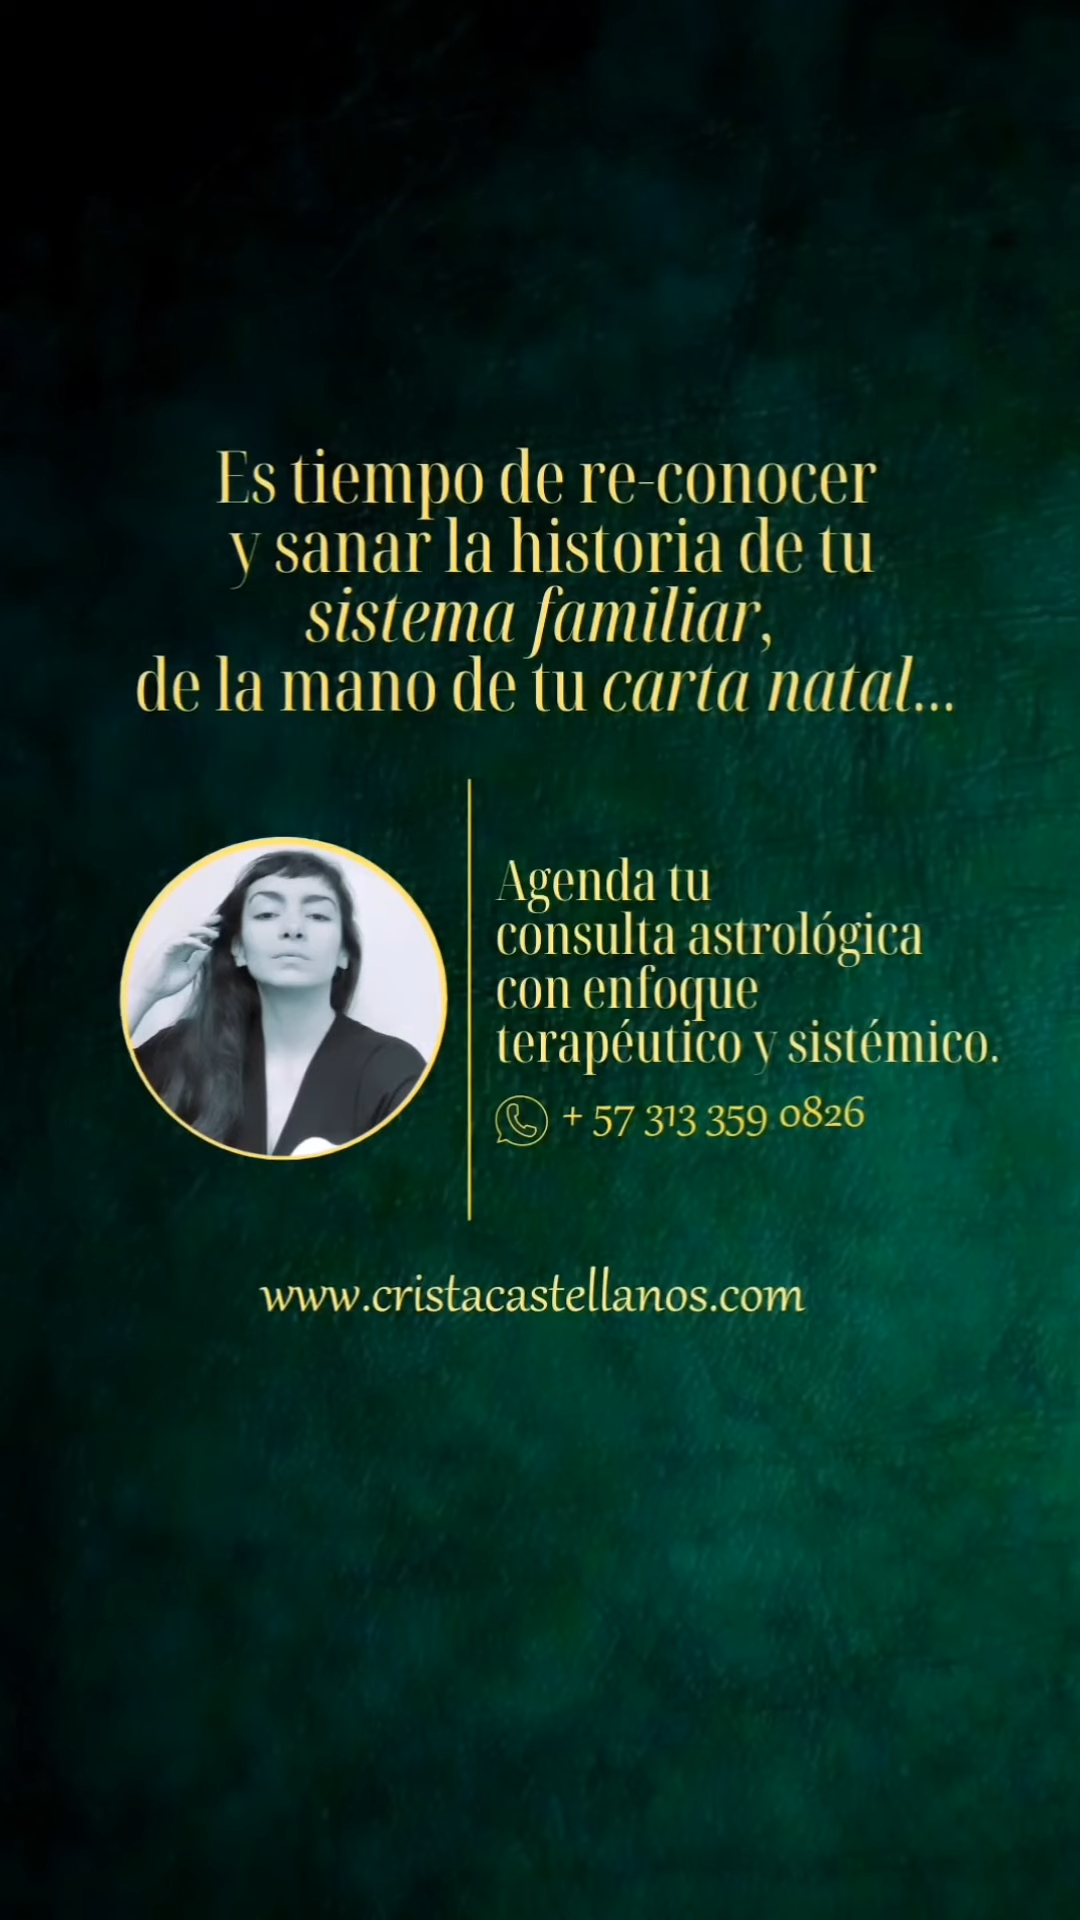 Es tiempo de re-conocer
y sanar la historia de tu
sistema familiar,
de la mano de tu carta natal...
Agenda tu
consulta astrológica
con enfoque
terapéutico y sistémico.
+ 57 313 359 0826
www.cristacastellanos.com